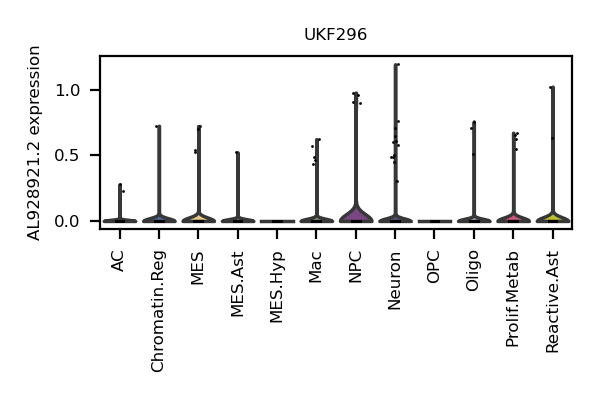 UKF296
AL928921.2 expression
1.0
0.5
0.0
AC
Chromatin.Reg
MES
MES.Ast
MES.Hyp
Mac
NPC
Neuron
OPC
Oligo
Prolif.Metab
Reactive.Ast